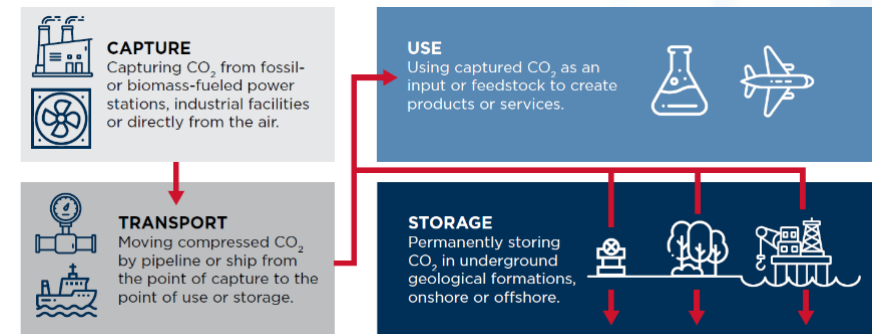 CAPTURE
Capturing CO₂ from fossil-
or biomass-fueled power
stations, industrial facilities
or directly from the air.
USE
Using captured CO₂ as an
input or feedstock to create
products or services.
TRANSPORT
Moving compressed CO₂
by pipeline or ship from
the point of capture to the
point of use or storage.
STORAGE
Permanently storing
CO₂ in underground
geological formations,
onshore or offshore.